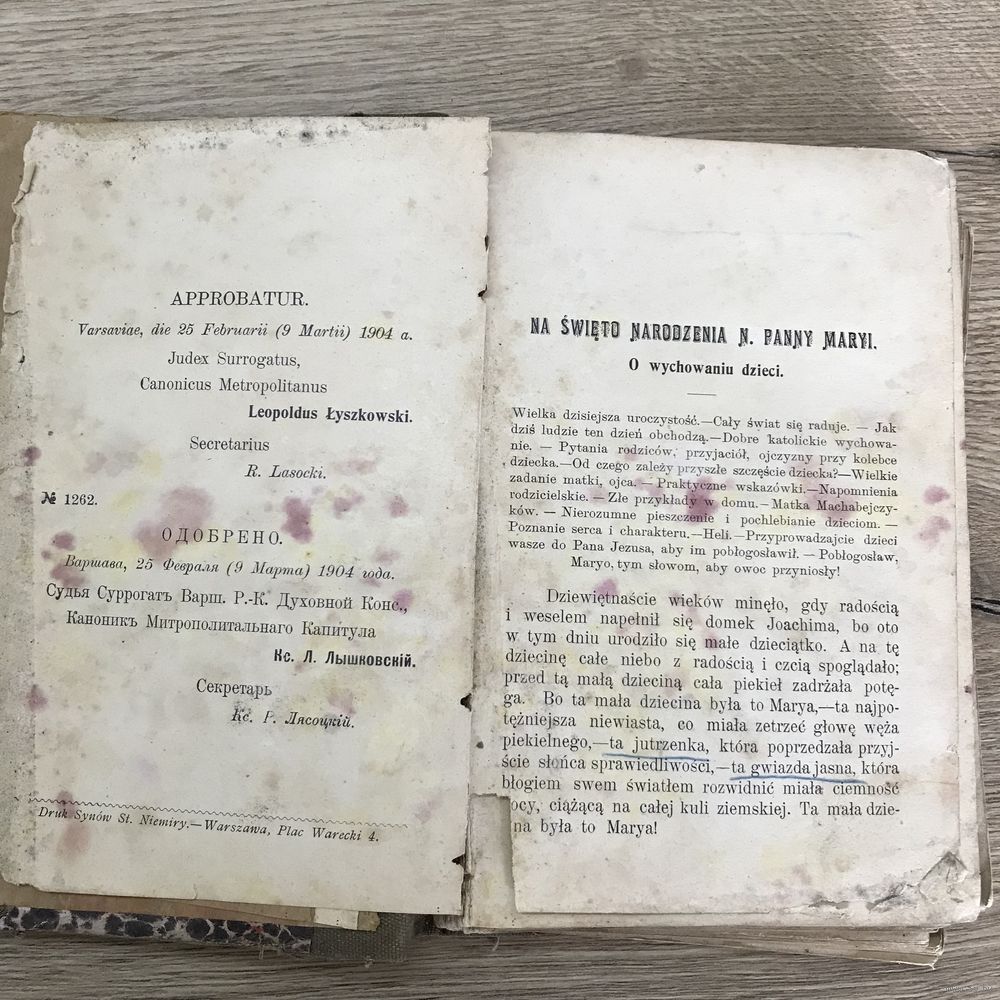 APPROBATUR.
Varsaviae, die 25 Februarii (9 Martii) 1904 a.
Judex Surrogatus,
Canonicus Metropolitanus
Leopoldus Łyszkowski.
Secretarius
R. Lasocki.
№ 1262.
ОДОБРЕНО.
Варшава, 25 Февраля (9 Марта) 1904 года.
Судья Суррогатъ Варш. Р.-К. Духовной Конс.,
Каноникъ Митрополитальнаго Капитула
Кс. Л. Лышковскій.
Секретарь
Кс. Р. Лясоцкій.
Druk Synów St. Niemiry.—Warszawa, Plac Warecki 4.
NA ŚWIĘTO NARODZENIA N. PANNY MARYI.
O wychowaniu dzieci.
Wielka dzisiejsza uroczystość.—Cały świat się raduje. — Jak
dziś ludzie ten dzień obchodzą.—Dobre katolickie wychowa-
nie. — Pytania rodziców, przyjaciół, ojczyzny przy kolebce
dziecka.—Od czego zależy przyszłe szczęście dziecka?—Wielkie
zadanie matki, ojca. — Praktyczne wskazówki.—Napomnienia
rodzicielskie. — Złe przykłady w domu. — Matka Machabejczy-
ków. — Nierozumne pieszczenie i pochlebianie dzieciom. —
Poznanie serca i charakteru.—Heli.—Przyprowadzajcie dzieci
wasze do Pana Jezusa, aby im pobłogosławił. — Pobłogosław,
Maryo, tym słowom, aby owoc przyniosły!
Dziewiętnaście wieków minęło, gdy radością
i weselem napełnił się domek Joachima, bo oto
w tym dniu urodziło się małe dzieciątko. A na tę
dziecinę całe niebo z radością i czcią spoglądało;
przed tą małą dzieciną cała piekieł zadrżała potę-
ga. Bo ta mała dziecina była to Marya,—ta najpo-
tężniejsza niewiasta, co miała zetrzeć głowę węża
piekielnego,—ta jutrzenka, która poprzedzała przyj-
ście słońca sprawiedliwości,—ta gwiazda jasna, która
błogiem swem światłem rozwidnić miała ciemność
ocy, ciążącą na całej kuli ziemskiej. Ta mała dzie-
na była to Marya!